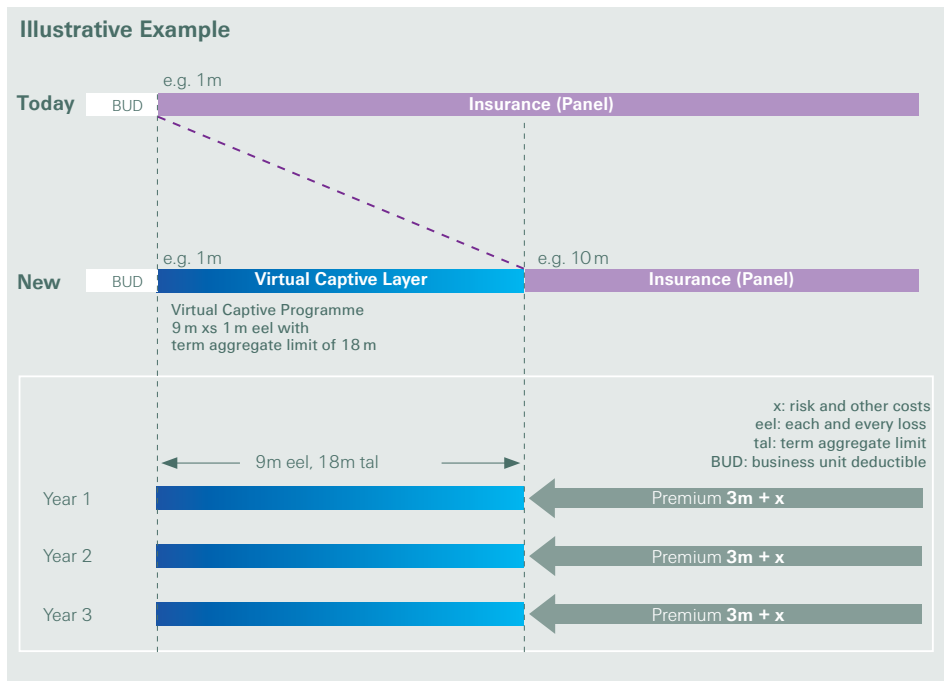 Illustrative Example
e.g. 1m
Today BUD Insurance (Panel)
e.g. 1m e.g. 10m
New BUD Virtual Captive Layer Insurance (Panel)
Virtual Captive Programme
9m xs 1m eel with
term aggregate limit of 18m
x: risk and other costs
eel: each and every loss
tal: term aggregate limit
BUD: business unit deductible
9m eel, 18m tal
Year 1 Premium 3m + x
Year 2 Premium 3m + x
Year 3 Premium 3m + x